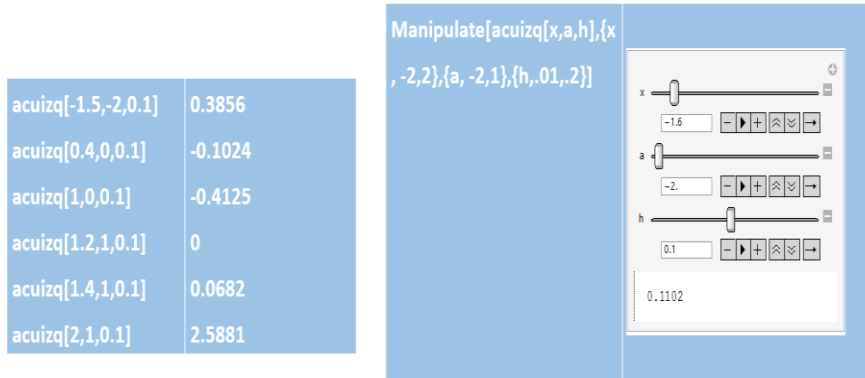 acuizq[-1.5,-2,0.1] 0.3856
acuizq[0.4,0,0.1] -0.1024
acuizq[1,0,0.1] -0.4125
acuizq[1.2,1,0.1] 0
acuizq[1.4,1,0.1] 0.0682
acuizq[2,1,0.1] 2.5881
Manipulate[acuizq[x,a,h],{x
, -2,2},{a, -2,1},{h,.01,.2}]
x
-1.6
a
-2.
h
0.1
0.1102